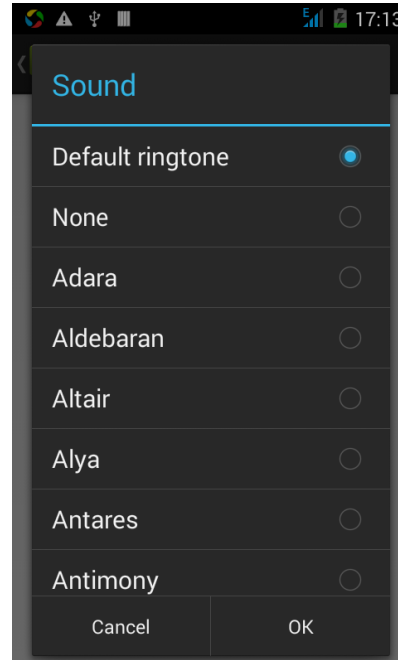 E 17:13
Sound
Default ringtone
None
Adara
Aldebaran
Altair
Alya
Antares
Antimony
Cancel OK